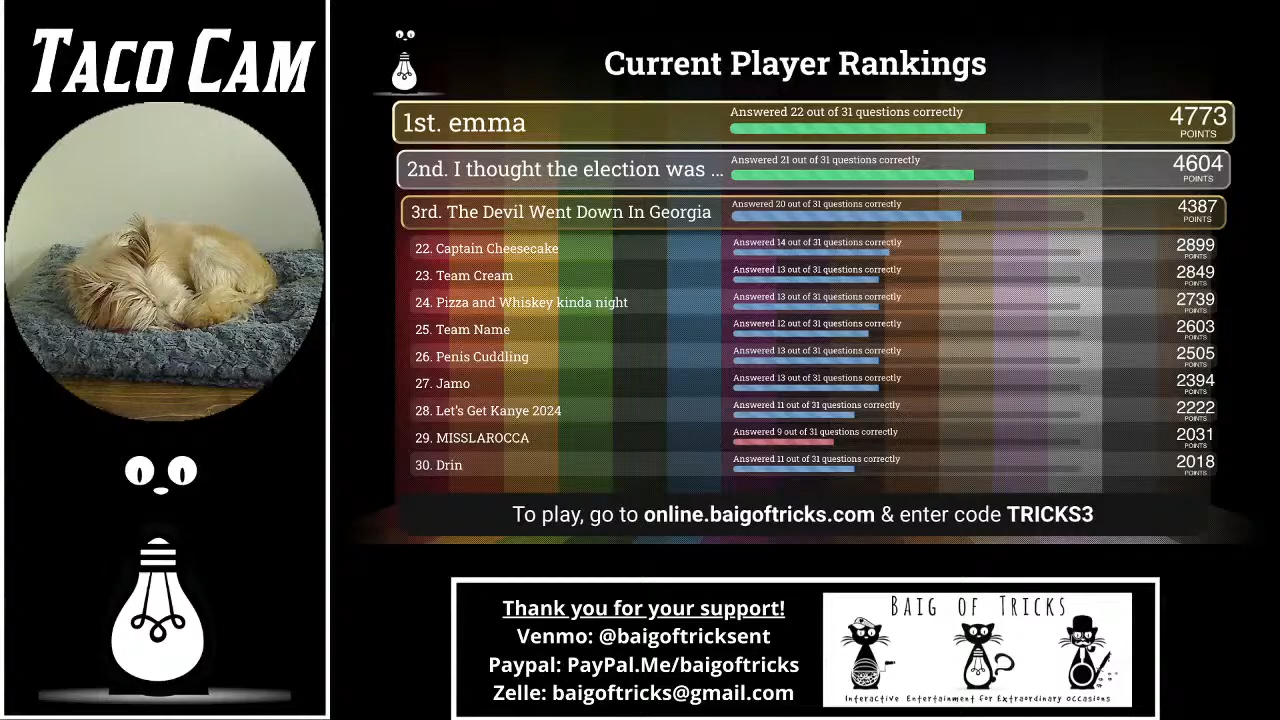 TACO CAM
Current Player Rankings
1st. emma
Answered 22 out of 31 questions correctly
4773
POINTS
2nd. I thought the election was ...
Answered 21 out of 31 questions correctly
4604
POINTS
3rd. The Devil Went Down In Georgia
Answered 20 out of 31 questions correctly
4387
POINTS
22. Captain Cheesecake
Answered 14 out of 31 questions correctly
2899
POINTS
23. Team Cream
Answered 13 out of 31 questions correctly
2849
POINTS
24. Pizza and Whiskey kinda night
Answered 13 out of 31 questions correctly
2739
POINTS
25. Team Name
Answered 12 out of 31 questions correctly
2603
POINTS
26. Penis Cuddling
Answered 13 out of 31 questions correctly
2505
POINTS
27. Jamo
Answered 13 out of 31 questions correctly
2394
POINTS
28. Let's Get Kanye 2024
Answered 11 out of 31 questions correctly
2222
POINTS
29. MISSLAROCCA
Answered 9 out of 31 questions correctly
2031
POINTS
30. Drin
Answered 11 out of 31 questions correctly
2018
POINTS
To play, go to online.baigoftricks.com & enter code TRICKS3
Thank you for your support!
Venmo: @baigoftricksent
Paypal: PayPal.Me/baigoftricks
Zelle: baigoftricks@gmail.com
BAIG OF TRICKS
Interactive Entertainment for Extraordinary Occasions